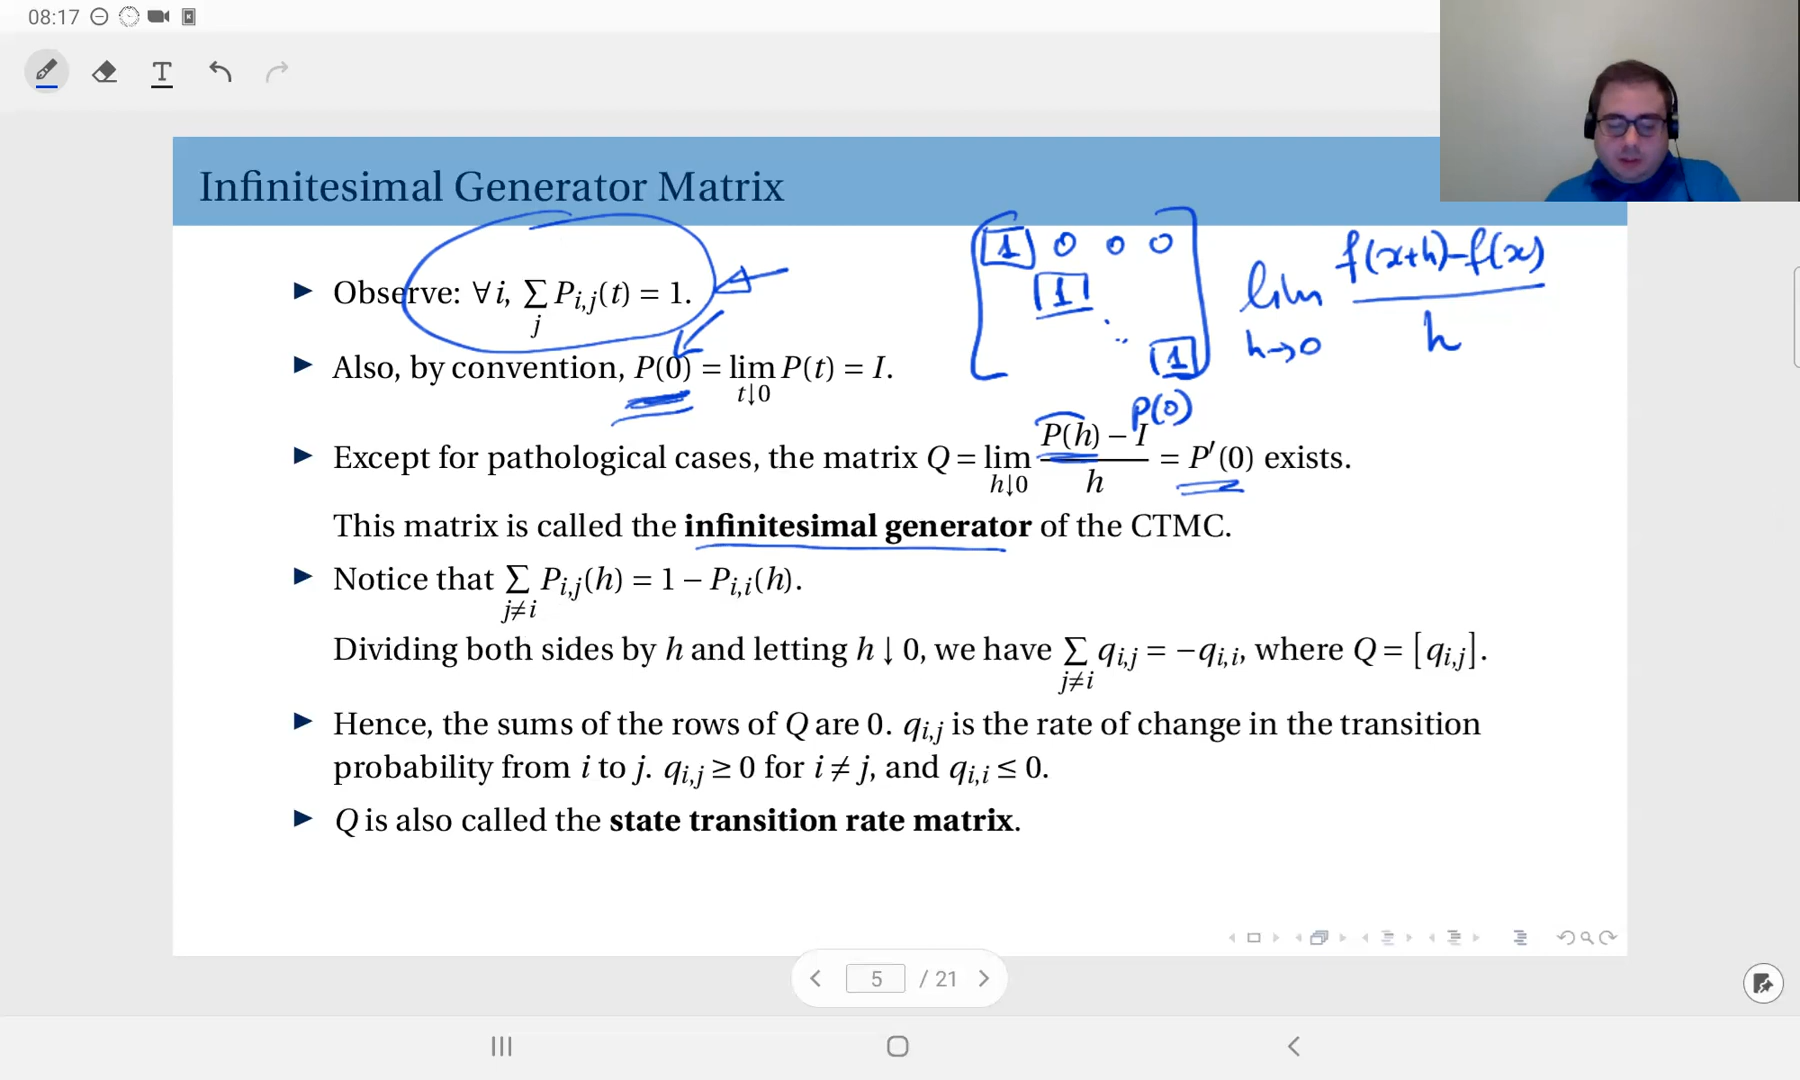 08:17
T
Infinitesimal Generator Matrix
▶ Observe: ∀ i, ∑_j P_{i,j}(t) = 1.
▶ Also, by convention, P(0) = lim_{t↓0} P(t) = I.
▶ Except for pathological cases, the matrix Q = lim_{h↓0} (P(h) − I)/h = P′(0) exists.
This matrix is called the infinitesimal generator of the CTMC.
▶ Notice that ∑_{j≠i} P_{i,j}(h) = 1 − P_{i,i}(h).
Dividing both sides by h and letting h ↓ 0, we have ∑_{j≠i} q_{i,j} = −q_{i,i}, where Q = [q_{i,j}].
▶ Hence, the sums of the rows of Q are 0. q_{i,j} is the rate of change in the transition
probability from i to j. q_{i,j} ≥ 0 for i ≠ j, and q_{i,i} ≤ 0.
▶ Q is also called the state transition rate matrix.
1 0 0 0
1
⋱
1
P(0)
lim_{h→0} (f(x+h)−f(x))/h
5 / 21